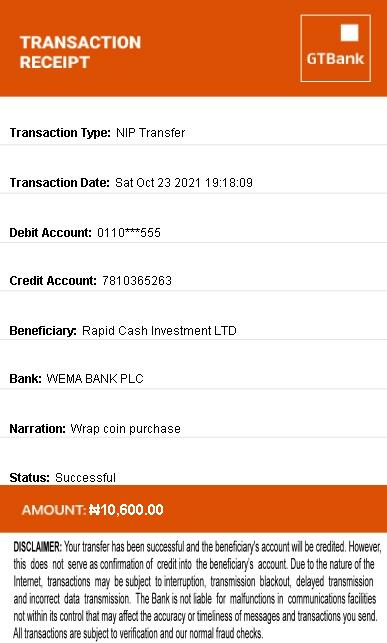 TRANSACTION
RECEIPT
GTBank
Transaction Type: NIP Transfer
Transaction Date: Sat Oct 23 2021 19:18:09
Debit Account: 0110***555
Credit Account: 7810365263
Beneficiary: Rapid Cash Investment LTD
Bank: WEMA BANK PLC
Narration: Wrap coin purchase
Status: Successful
AMOUNT: ₦10,600.00
DISCLAIMER: Your transfer has been successful and the beneficiary's account will be credited. However,
this does not serve as confirmation of credit into the beneficiary's account. Due to the nature of the
Internet, transactions may be subject to interruption, transmission blackout, delayed transmission
and incorrect data transmission. The Bank is not liable for malfunctions in communications facilities
not within its control that may affect the accuracy or timeliness of messages and transactions you send.
All transactions are subject to verification and our normal fraud checks.